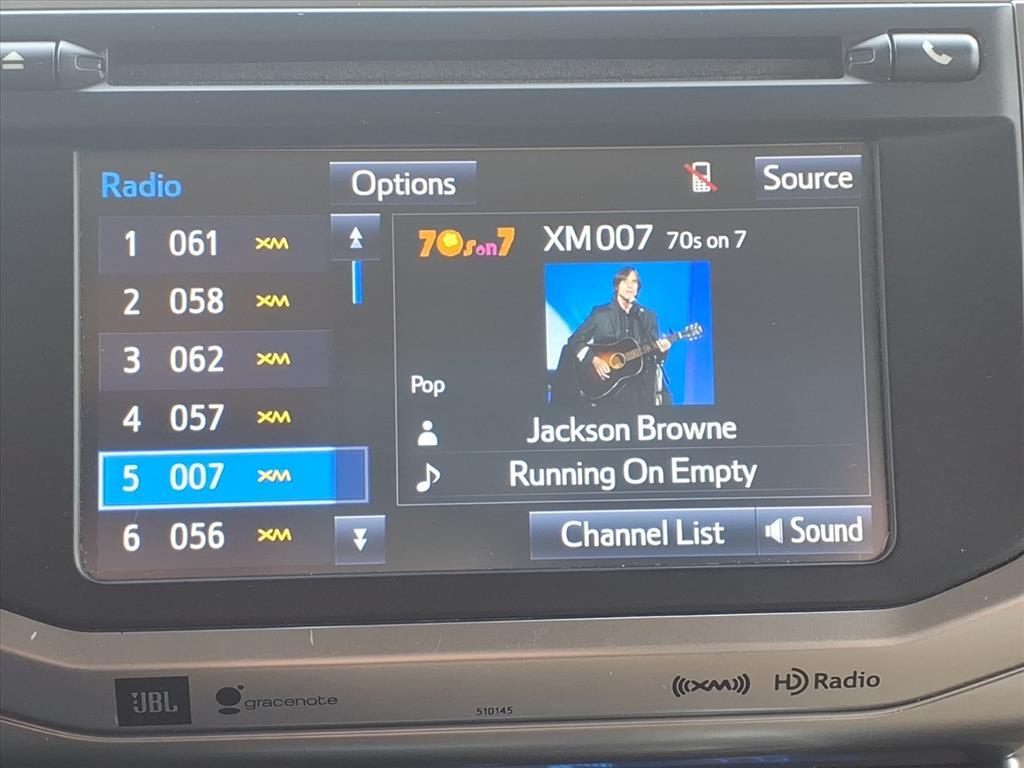 Radio
Options
Source
1 061 XM
2 058 XM
3 062 XM
4 057 XM
5 007 XM
6 056 XM
70s on 7
XM007 70s on 7
Pop
Jackson Browne
Running On Empty
Channel List
Sound
JBL
gracenote
510145
((XM))
HD Radio